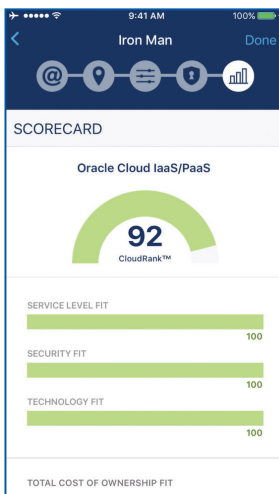 9:41 AM
100%
Iron Man
Done
@
SCORECARD
Oracle Cloud IaaS/PaaS
92
CloudRank™
SERVICE LEVEL FIT
100
SECURITY FIT
100
TECHNOLOGY FIT
100
TOTAL COST OF OWNERSHIP FIT